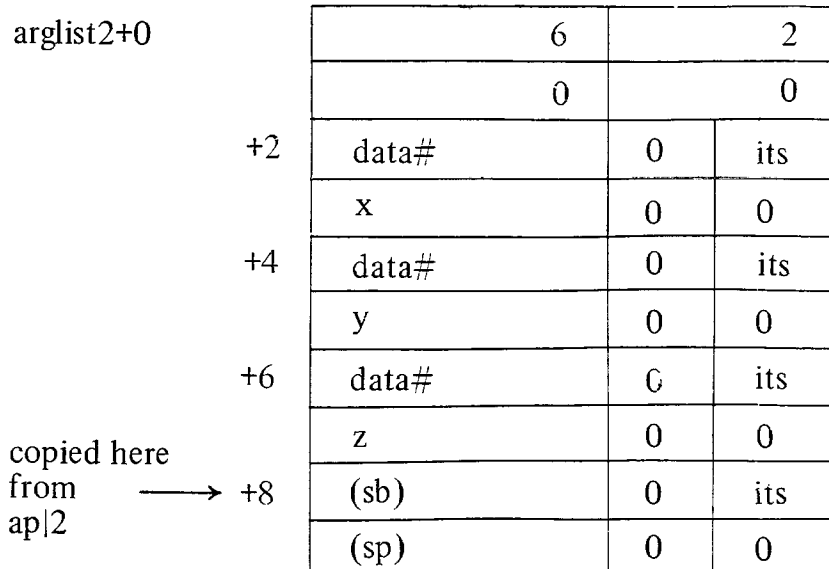 arglist2+0 6 2
0 0
+2 data# 0 its
x 0 0
+4 data# 0 its
y 0 0
+6 data# 0 its
z 0 0
copied here
from +8 (sb) 0 its
ap|2
(sp) 0 0